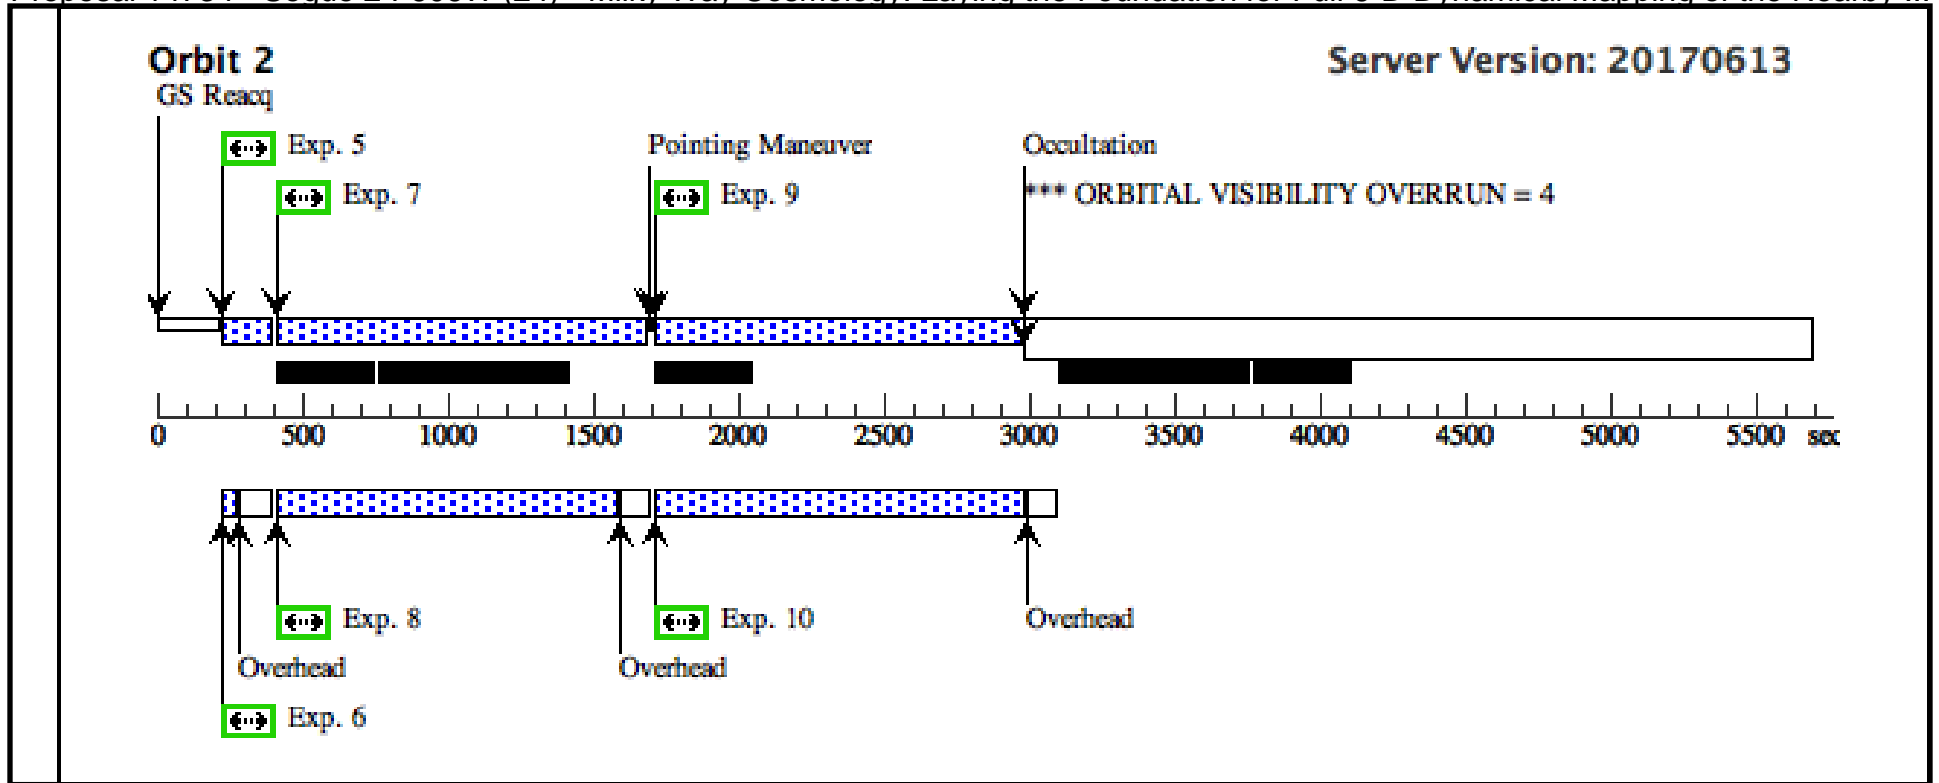 Orbit 2
Server Version: 20170613
GS Reacq
Exp. 5
Pointing Maneuver
Occultation
Exp. 7
Exp. 9
*** ORBITAL VISIBILITY OVERRUN = 4
0 500 1000 1500 2000 2500 3000 3500 4000 4500 5000 5500 sec
Exp. 8
Exp. 10
Overhead
Overhead
Overhead
Exp. 6